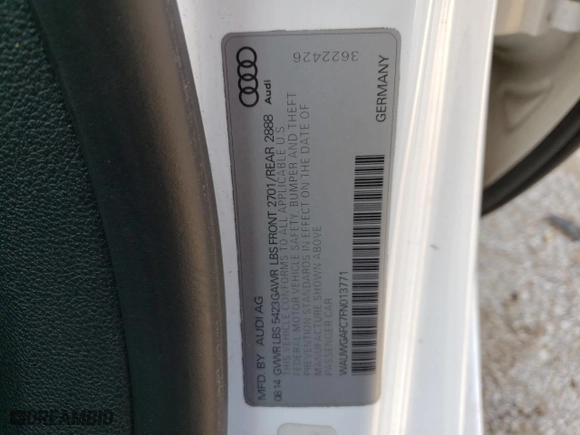 3622426
Audi
MFD BY AUDI AG
08.14 GVWR LBS 5423 GAWR LBS FRONT 2701/REAR 2888
THIS VEHICLE CONFORMS TO ALL APPLICABLE U.S.
FEDERAL MOTOR VEHICLE SAFETY, BUMPER AND THEFT
PREVENTION STANDARDS IN EFFECT ON THE DATE OF
MANUFACTURE SHOWN ABOVE
PASSENGER CAR
WAUWGAFC7FN013771
GERMANY
DREAMBID